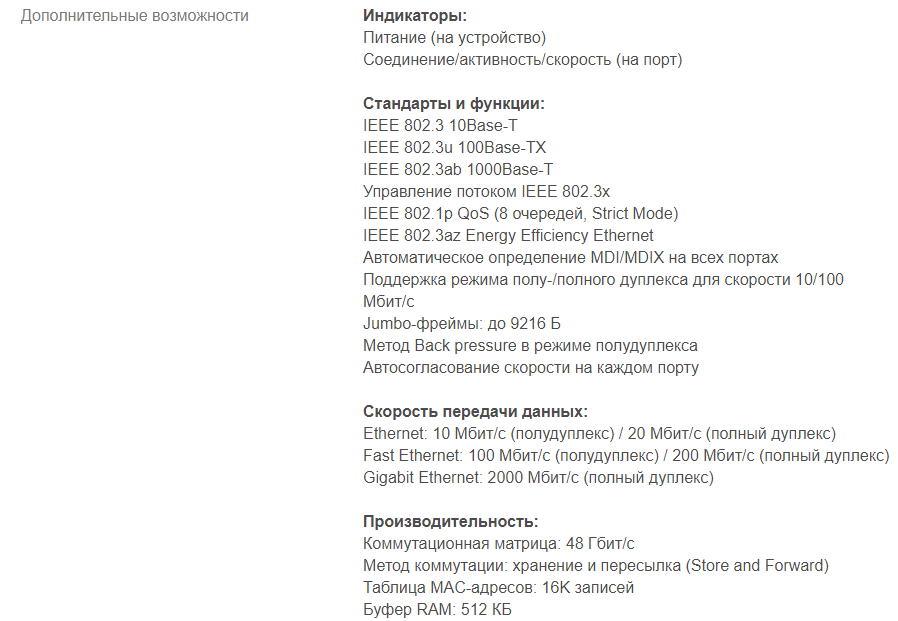 Дополнительные возможности
Индикаторы:
Питание (на устройство)
Соединение/активность/скорость (на порт)
Стандарты и функции:
IEEE 802.3 10Base-T
IEEE 802.3u 100Base-TX
IEEE 802.3ab 1000Base-T
Управление потоком IEEE 802.3x
IEEE 802.1p QoS (8 очередей, Strict Mode)
IEEE 802.3az Energy Efficiency Ethernet
Автоматическое определение MDI/MDIX на всех портах
Поддержка режима полу-/полного дуплекса для скорости 10/100
Мбит/с
Jumbo-фреймы: до 9216 Б
Метод Back pressure в режиме полудуплекса
Автосогласование скорости на каждом порту
Скорость передачи данных:
Ethernet: 10 Мбит/с (полудуплекс) / 20 Мбит/с (полный дуплекс)
Fast Ethernet: 100 Мбит/с (полудуплекс) / 200 Мбит/с (полный дуплекс)
Gigabit Ethernet: 2000 Мбит/с (полный дуплекс)
Производительность:
Коммутационная матрица: 48 Гбит/с
Метод коммутации: хранение и пересылка (Store and Forward)
Таблица MAC-адресов: 16K записей
Буфер RAM: 512 КБ